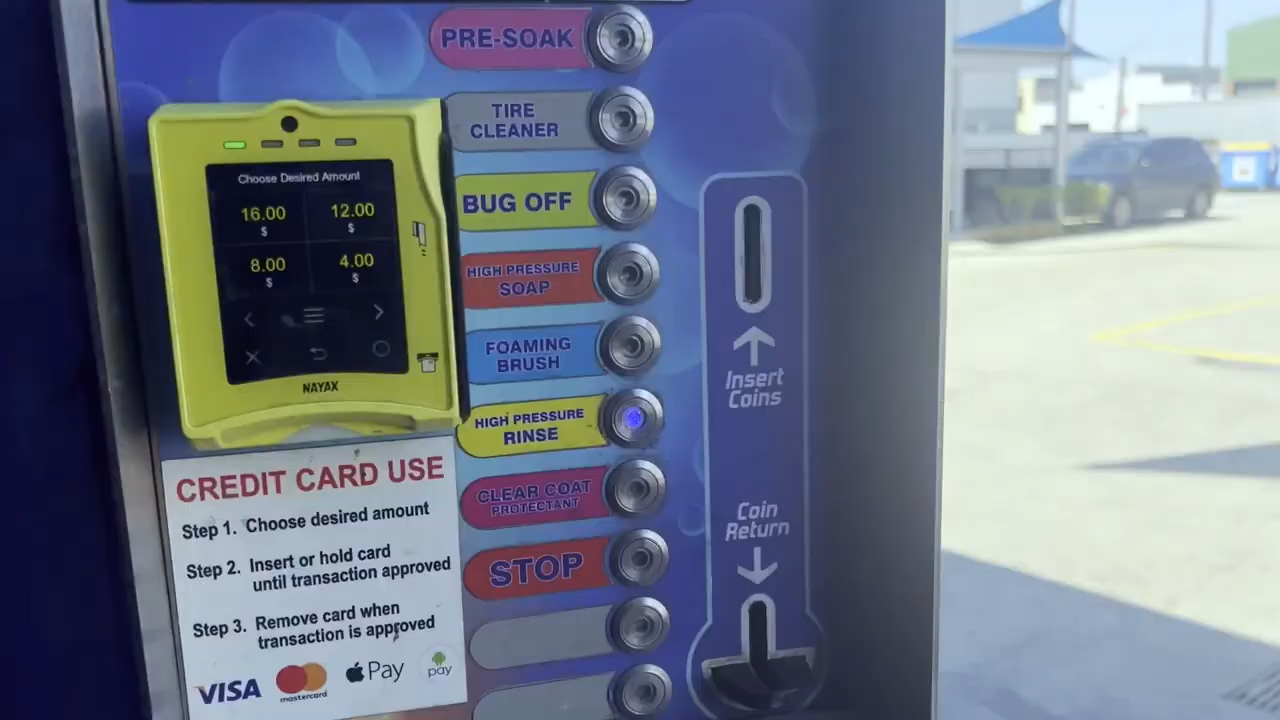 PRE-SOAK
TIRE
CLEANER
BUG OFF
HIGH PRESSURE
SOAP
FOAMING
BRUSH
HIGH PRESSURE
RINSE
CLEAR COAT
PROTECTANT
STOP
Choose Desired Amount
16.00 12.00
$ $
8.00 4.00
$ $
NAYAX
CREDIT CARD USE
Step 1. Choose desired amount
Step 2. Insert or hold card
until transaction approved
Step 3. Remove card when
transaction is approved
VISA mastercard Pay pay
Insert
Coins
Coin
Return